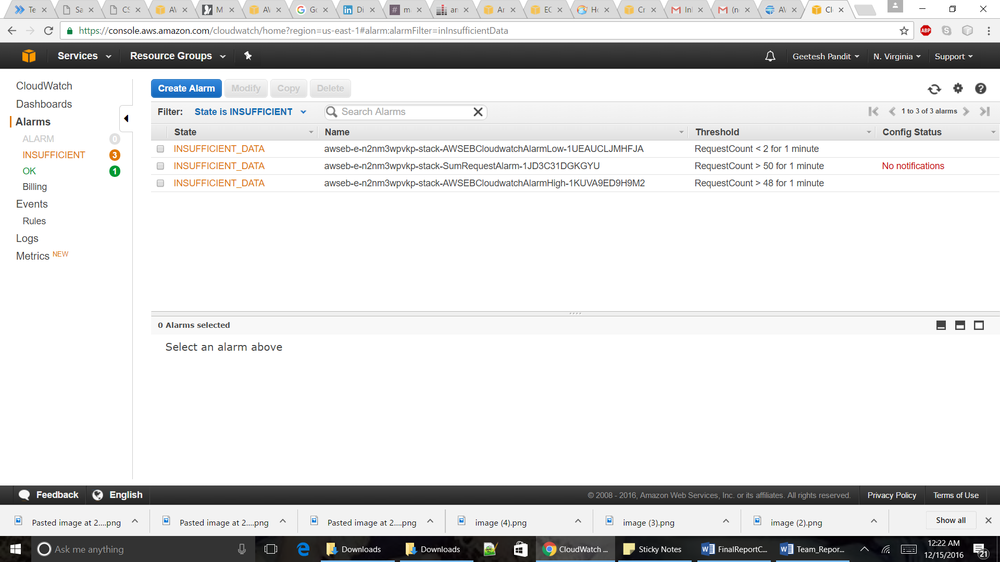 Te
Sa
CS
AV
M
AV
Gc
Di
m
an
Ar
EC
Hc
Cr
Inl
(n
AV
Cl
https://console.aws.amazon.com/cloudwatch/home?region=us-east-1#alarm:alarmFilter=inInsufficientData
ABP
Services Resource Groups
Geetesh Pandit N. Virginia Support
CloudWatch
Dashboards
Alarms
ALARM 0
INSUFFICIENT 3
OK 1
Billing
Events
Rules
Logs
Metrics NEW
Create Alarm Modify Copy Delete
Filter: State is INSUFFICIENT Search Alarms 1 to 3 of 3 alarms
State Name Threshold Config Status
INSUFFICIENT_DATA awseb-e-n2nm3wpvkp-stack-AWSEBCloudwatchAlarmLow-1UEAUCLJMHFJA RequestCount < 2 for 1 minute
INSUFFICIENT_DATA awseb-e-n2nm3wpvkp-stack-SumRequestAlarm-1JD3C31DGKGYU RequestCount > 50 for 1 minute No notifications
INSUFFICIENT_DATA awseb-e-n2nm3wpvkp-stack-AWSEBCloudwatchAlarmHigh-1KUVA9ED9H9M2 RequestCount > 48 for 1 minute
0 Alarms selected
Select an alarm above
Feedback English
© 2008 - 2016, Amazon Web Services, Inc. or its affiliates. All rights reserved. Privacy Policy Terms of Use
Pasted image at 2....png
Pasted image at 2....png
Pasted image at 2....png
image (4).png
image (3).png
image (2).png
Show all
Ask me anything
Downloads
Downloads
CloudWatch ...
Sticky Notes
FinalReportC...
Team_Repor...
12:22 AM
12/15/2016
21